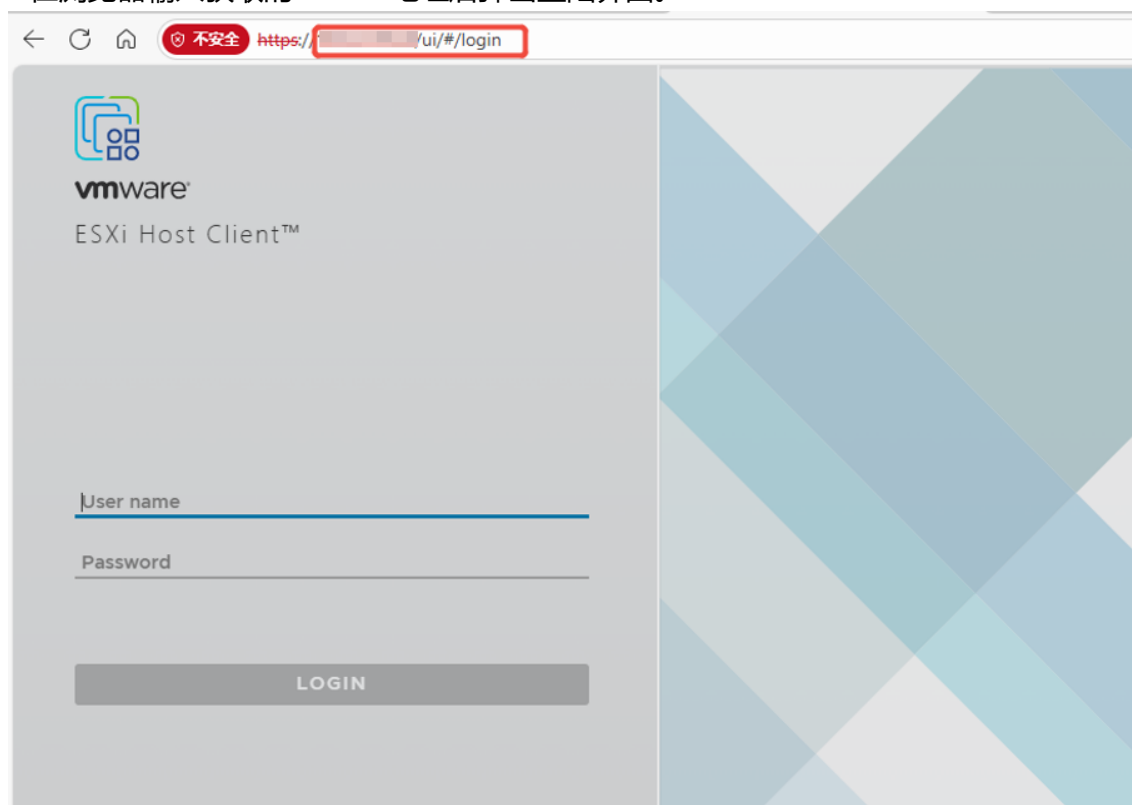 不安全 https:// /ui/#/login
vmware
ESXi Host Client™
User name
Password
LOGIN